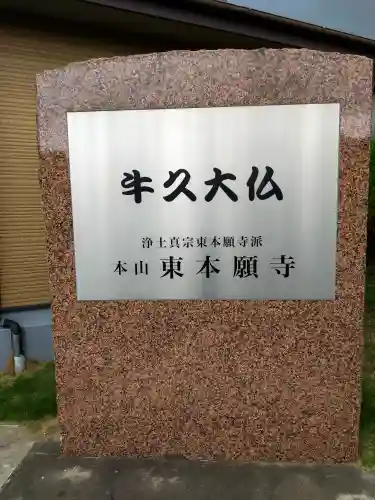 牛久大仏
浄土真宗東本願寺派
本山 東本願寺